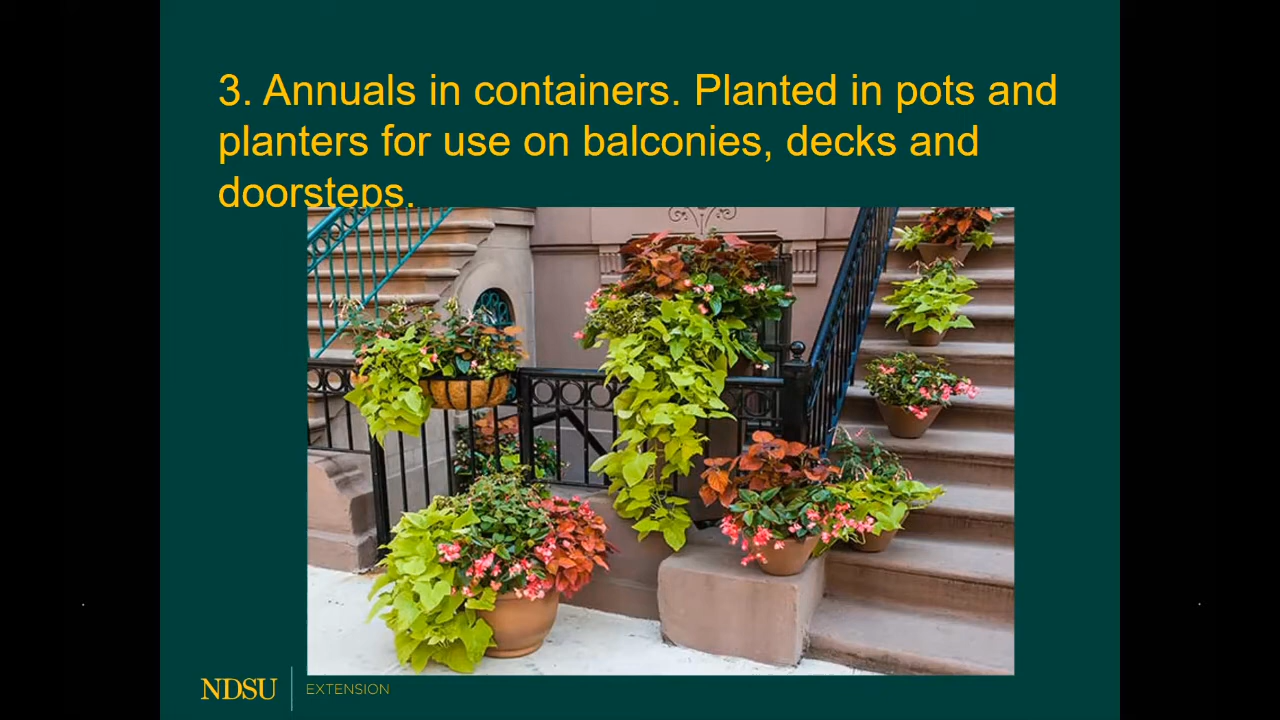 3. Annuals in containers. Planted in pots and
planters for use on balconies, decks and
doorsteps.
NDSU EXTENSION